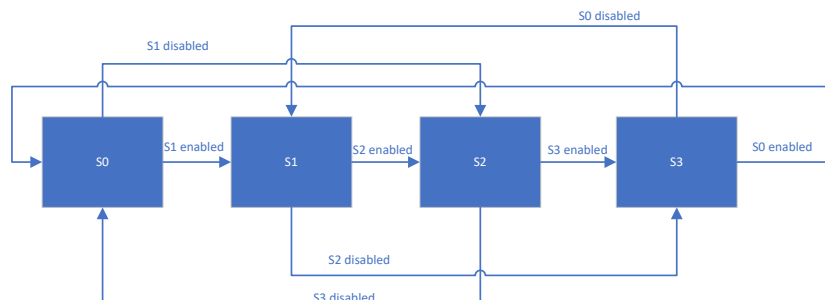 S0 disabled
S1 disabled
S0
S1 enabled
S1
S2 enabled
S2
S3 enabled
S3
S0 enabled
S2 disabled
S3 disabled